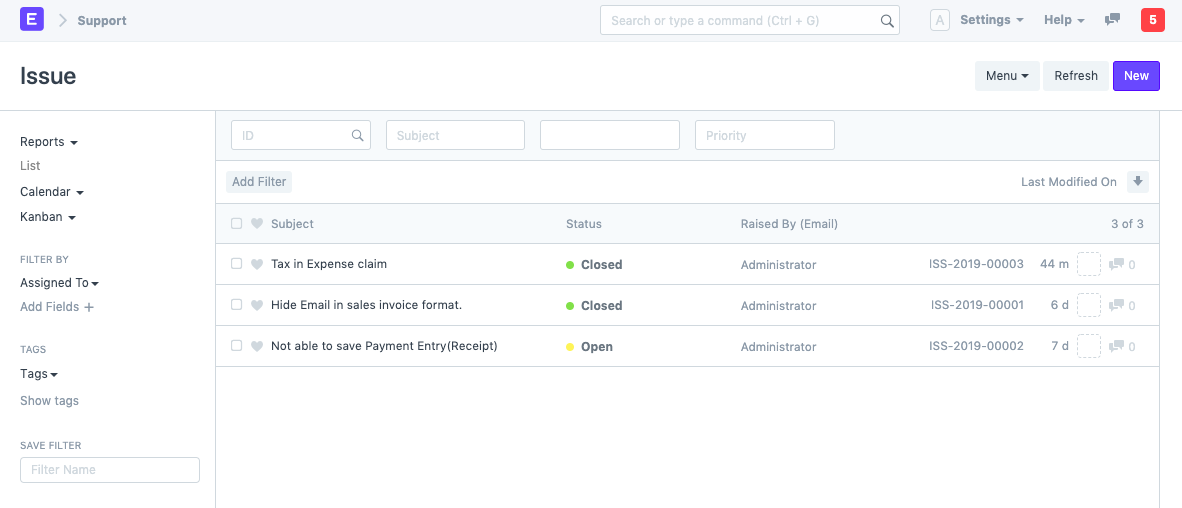 E Support Search or type a command (Ctrl + G) A Settings Help 5
Issue Menu Refresh New
Reports
List
Calendar
Kanban
FILTER BY
Assigned To
Add Fields
TAGS
Tags
Show tags
SAVE FILTER
Filter Name
ID Subject Priority
Add Filter Last Modified On
Subject Status Raised By (Email) 3 of 3
Tax in Expense claim Closed Administrator ISS-2019-00003 44 m 0
Hide Email in sales invoice format. Closed Administrator ISS-2019-00001 6 d 0
Not able to save Payment Entry(Receipt) Open Administrator ISS-2019-00002 7 d 0